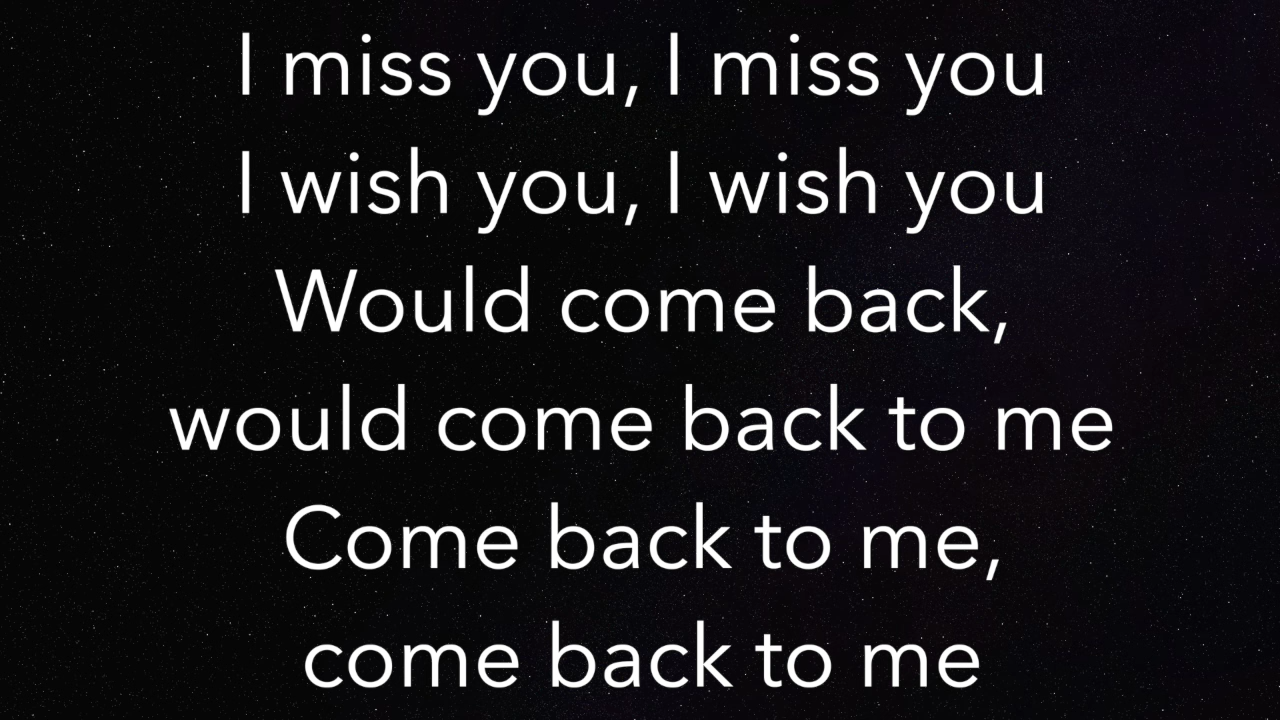 I miss you, I miss you
I wish you, I wish you
Would come back,
would come back to me
Come back to me,
come back to me